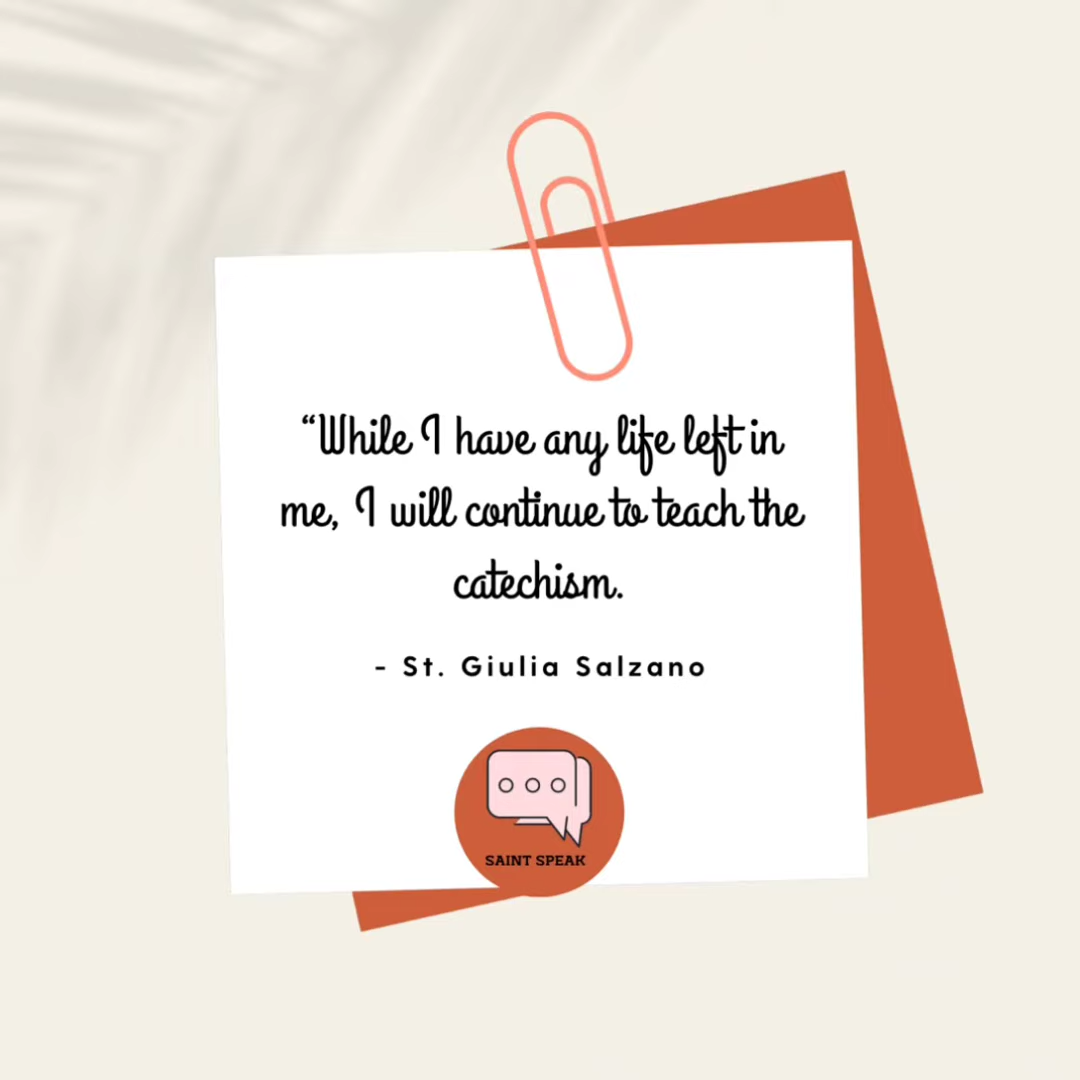 “While I have any life left in
me, I will continue to teach the
catechism.
- St. Giulia Salzano
SAINT SPEAK